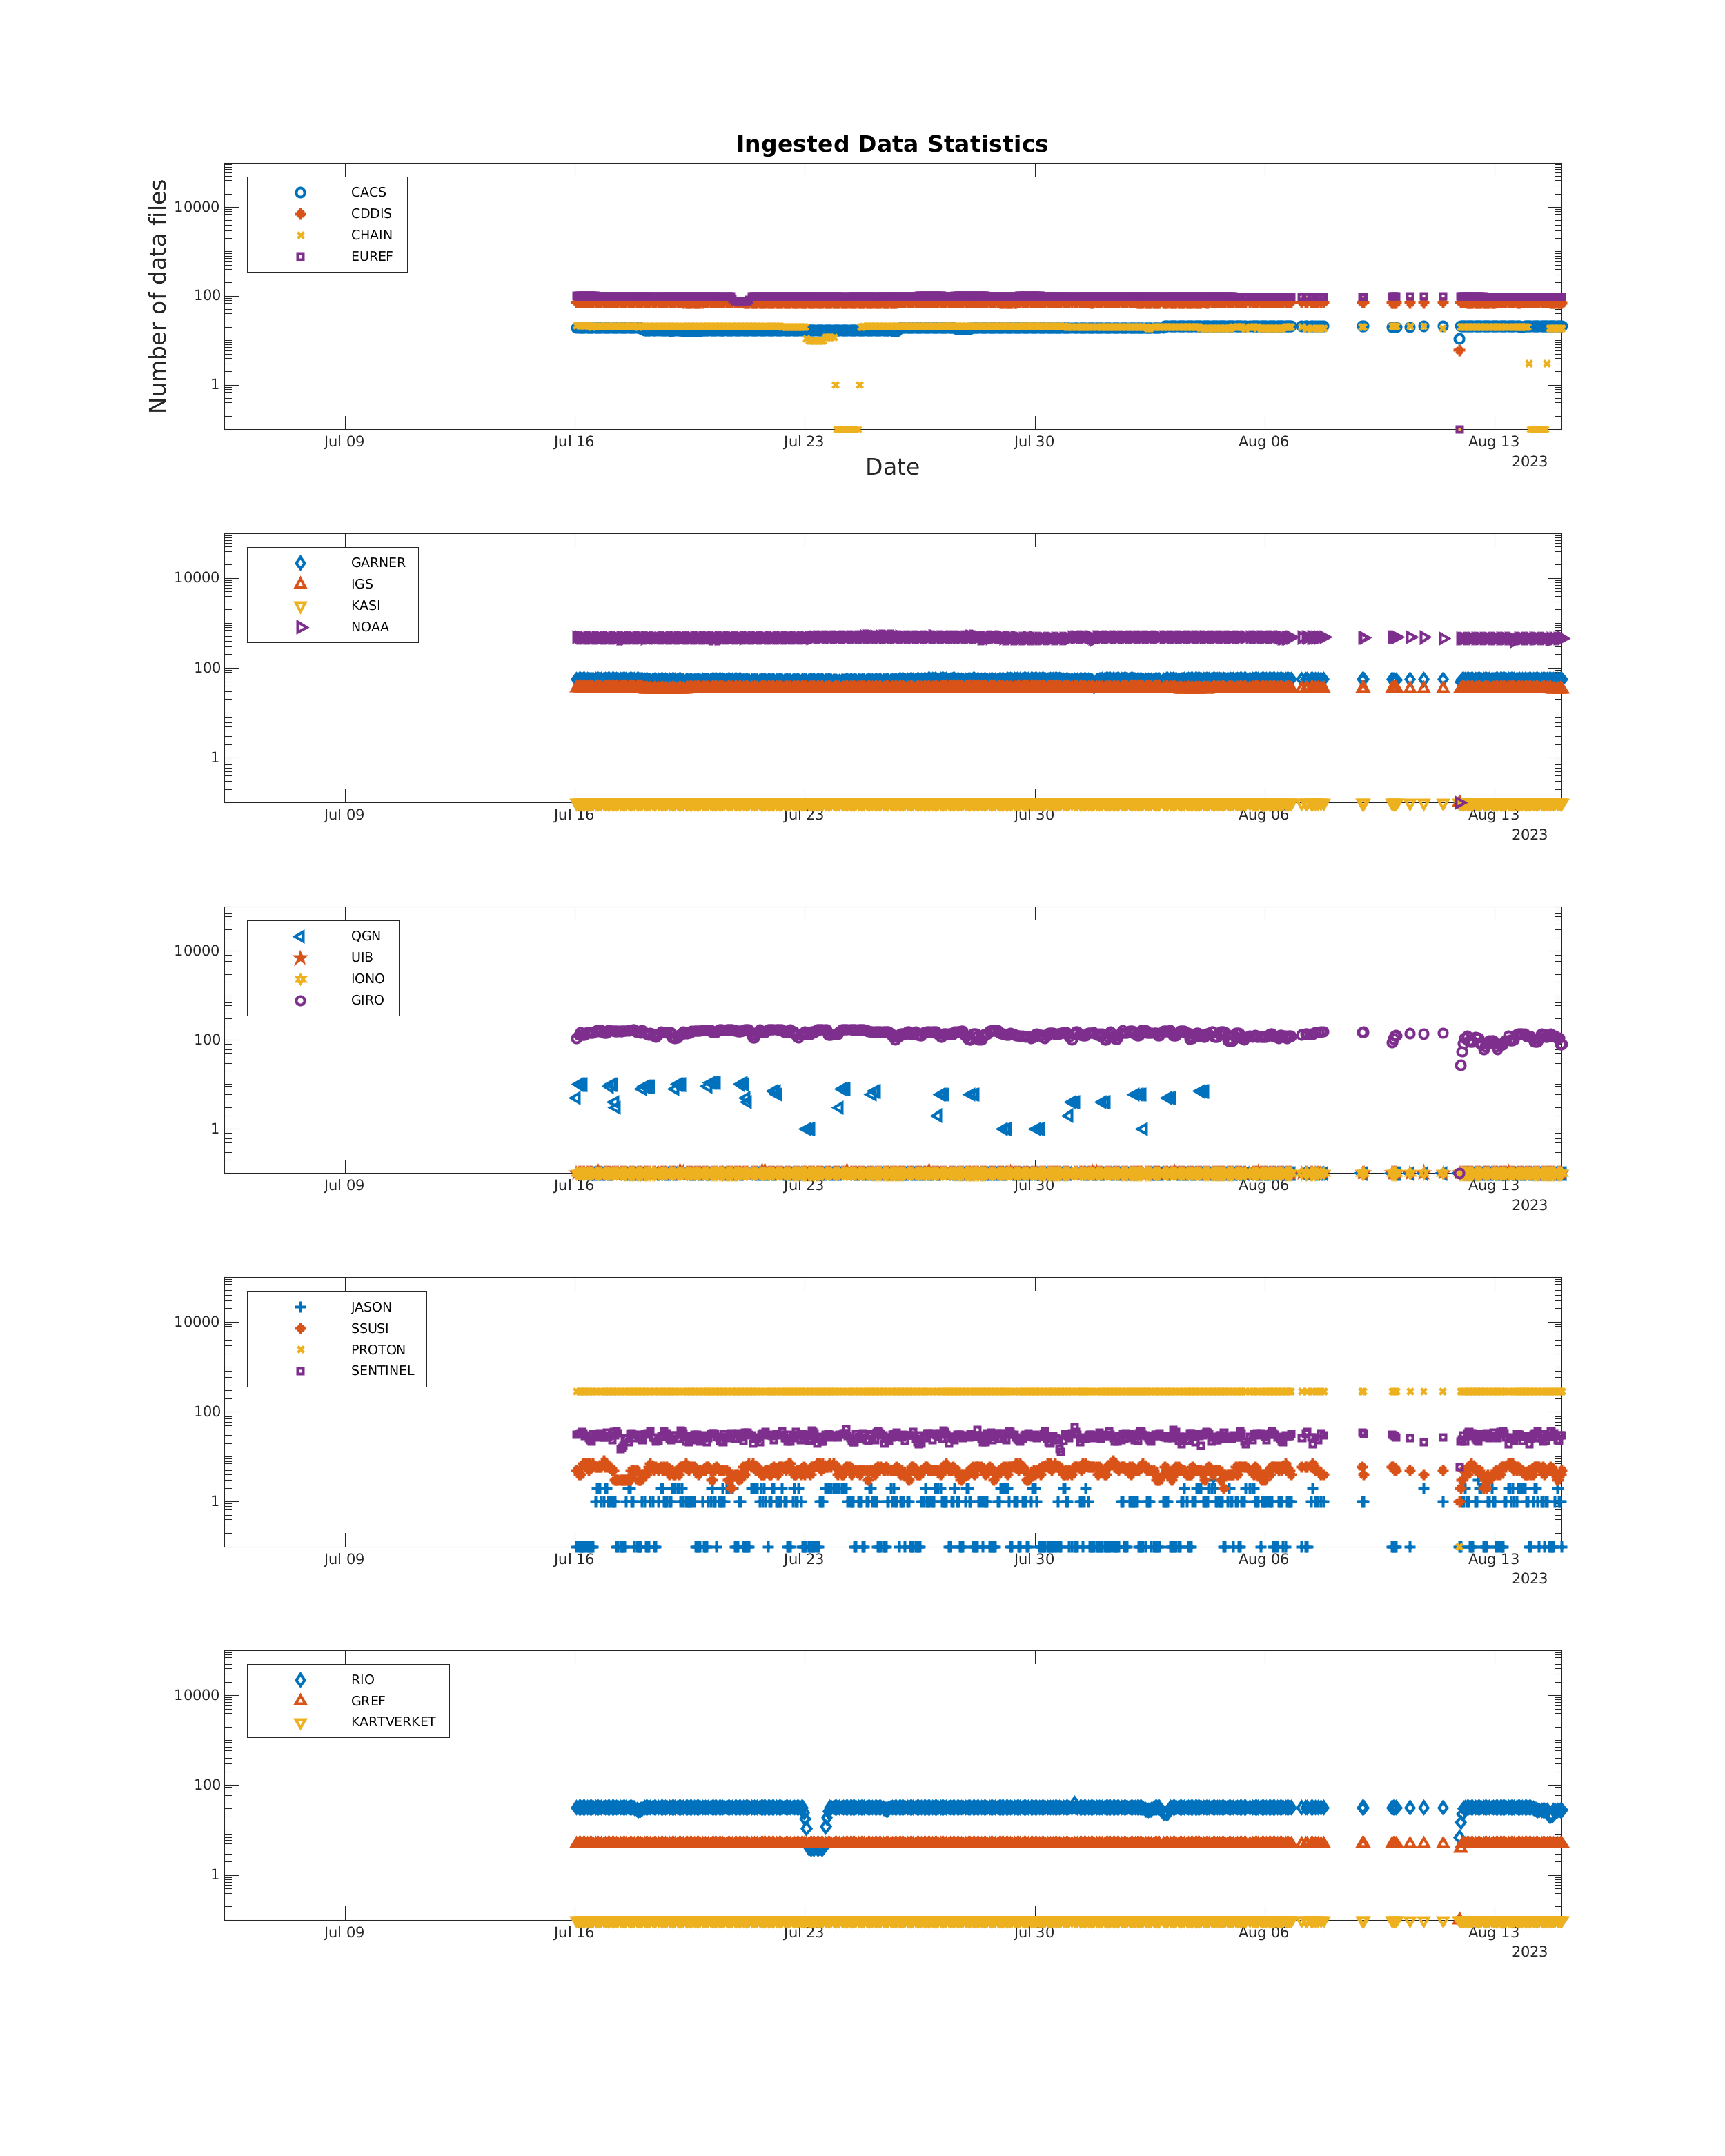 Ingested Data Statistics
Number of data files
10000
100
1
CACS
CDDIS
CHAIN
EUREF
Jul 09 Jul 16 Jul 23 Jul 30 Aug 06 Aug 13
2023
Date
10000
100
1
GARNER
IGS
KASI
NOAA
Jul 09 Jul 16 Jul 23 Jul 30 Aug 06 Aug 13
2023
10000
100
1
QGN
UIB
IONO
GIRO
Jul 09 Jul 16 Jul 23 Jul 30 Aug 06 Aug 13
2023
10000
100
1
JASON
SSUSI
PROTON
SENTINEL
Jul 09 Jul 16 Jul 23 Jul 30 Aug 06 Aug 13
2023
10000
100
1
RIO
GREF
KARTVERKET
Jul 09 Jul 16 Jul 23 Jul 30 Aug 06 Aug 13
2023